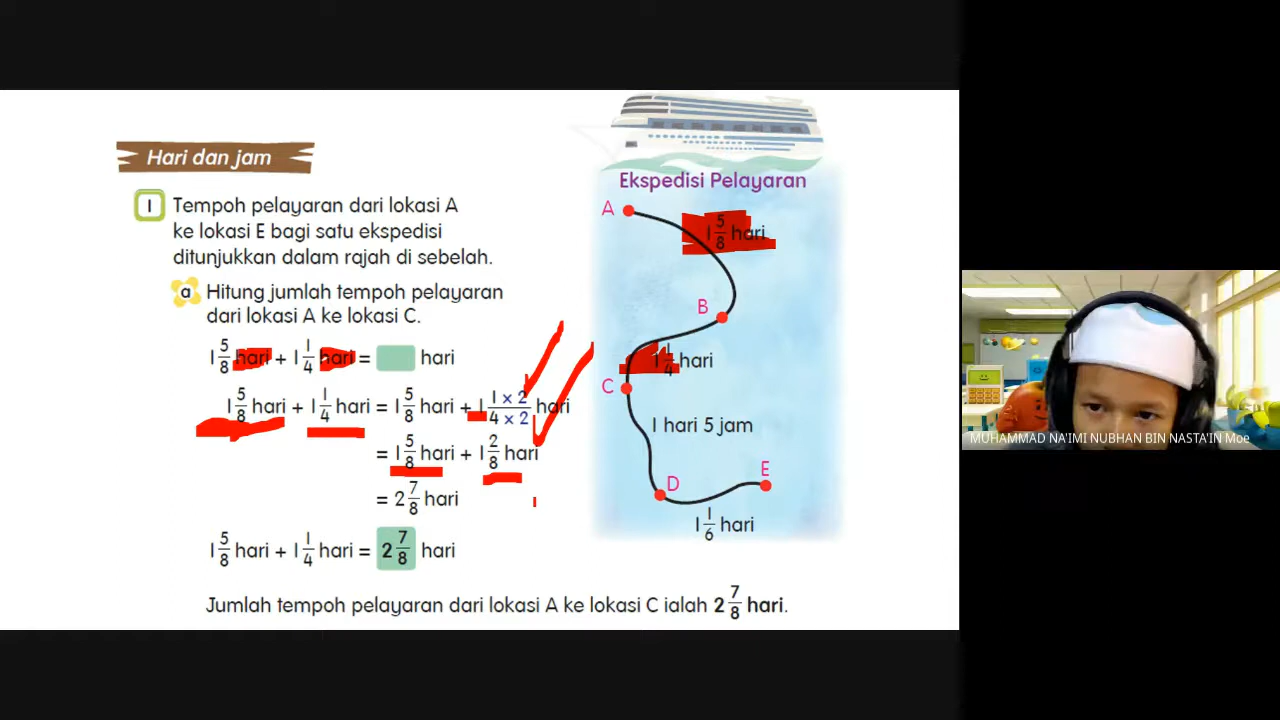 Hari dan jam
1 Tempoh pelayaran dari lokasi A
ke lokasi E bagi satu ekspedisi
ditunjukkan dalam rajah di sebelah.
a Hitung jumlah tempoh pelayaran
dari lokasi A ke lokasi C.
1 5/8 hari + 1 1/4 hari = hari
1 5/8 hari + 1 1/4 hari = 1 5/8 hari + 1 1 × 2/4 × 2 hari
= 1 5/8 hari + 1 2/8 hari
= 2 7/8 hari
1 5/8 hari + 1 1/4 hari = 2 7/8 hari
Jumlah tempoh pelayaran dari lokasi A ke lokasi C ialah 2 7/8 hari.
Ekspedisi Pelayaran
A
1 5/8 hari
B
1 1/4 hari
C
1 hari 5 jam
D
E
1 1/6 hari
MUHAMMAD NA'IMI NUBHAN BIN NASTA'IN Moe